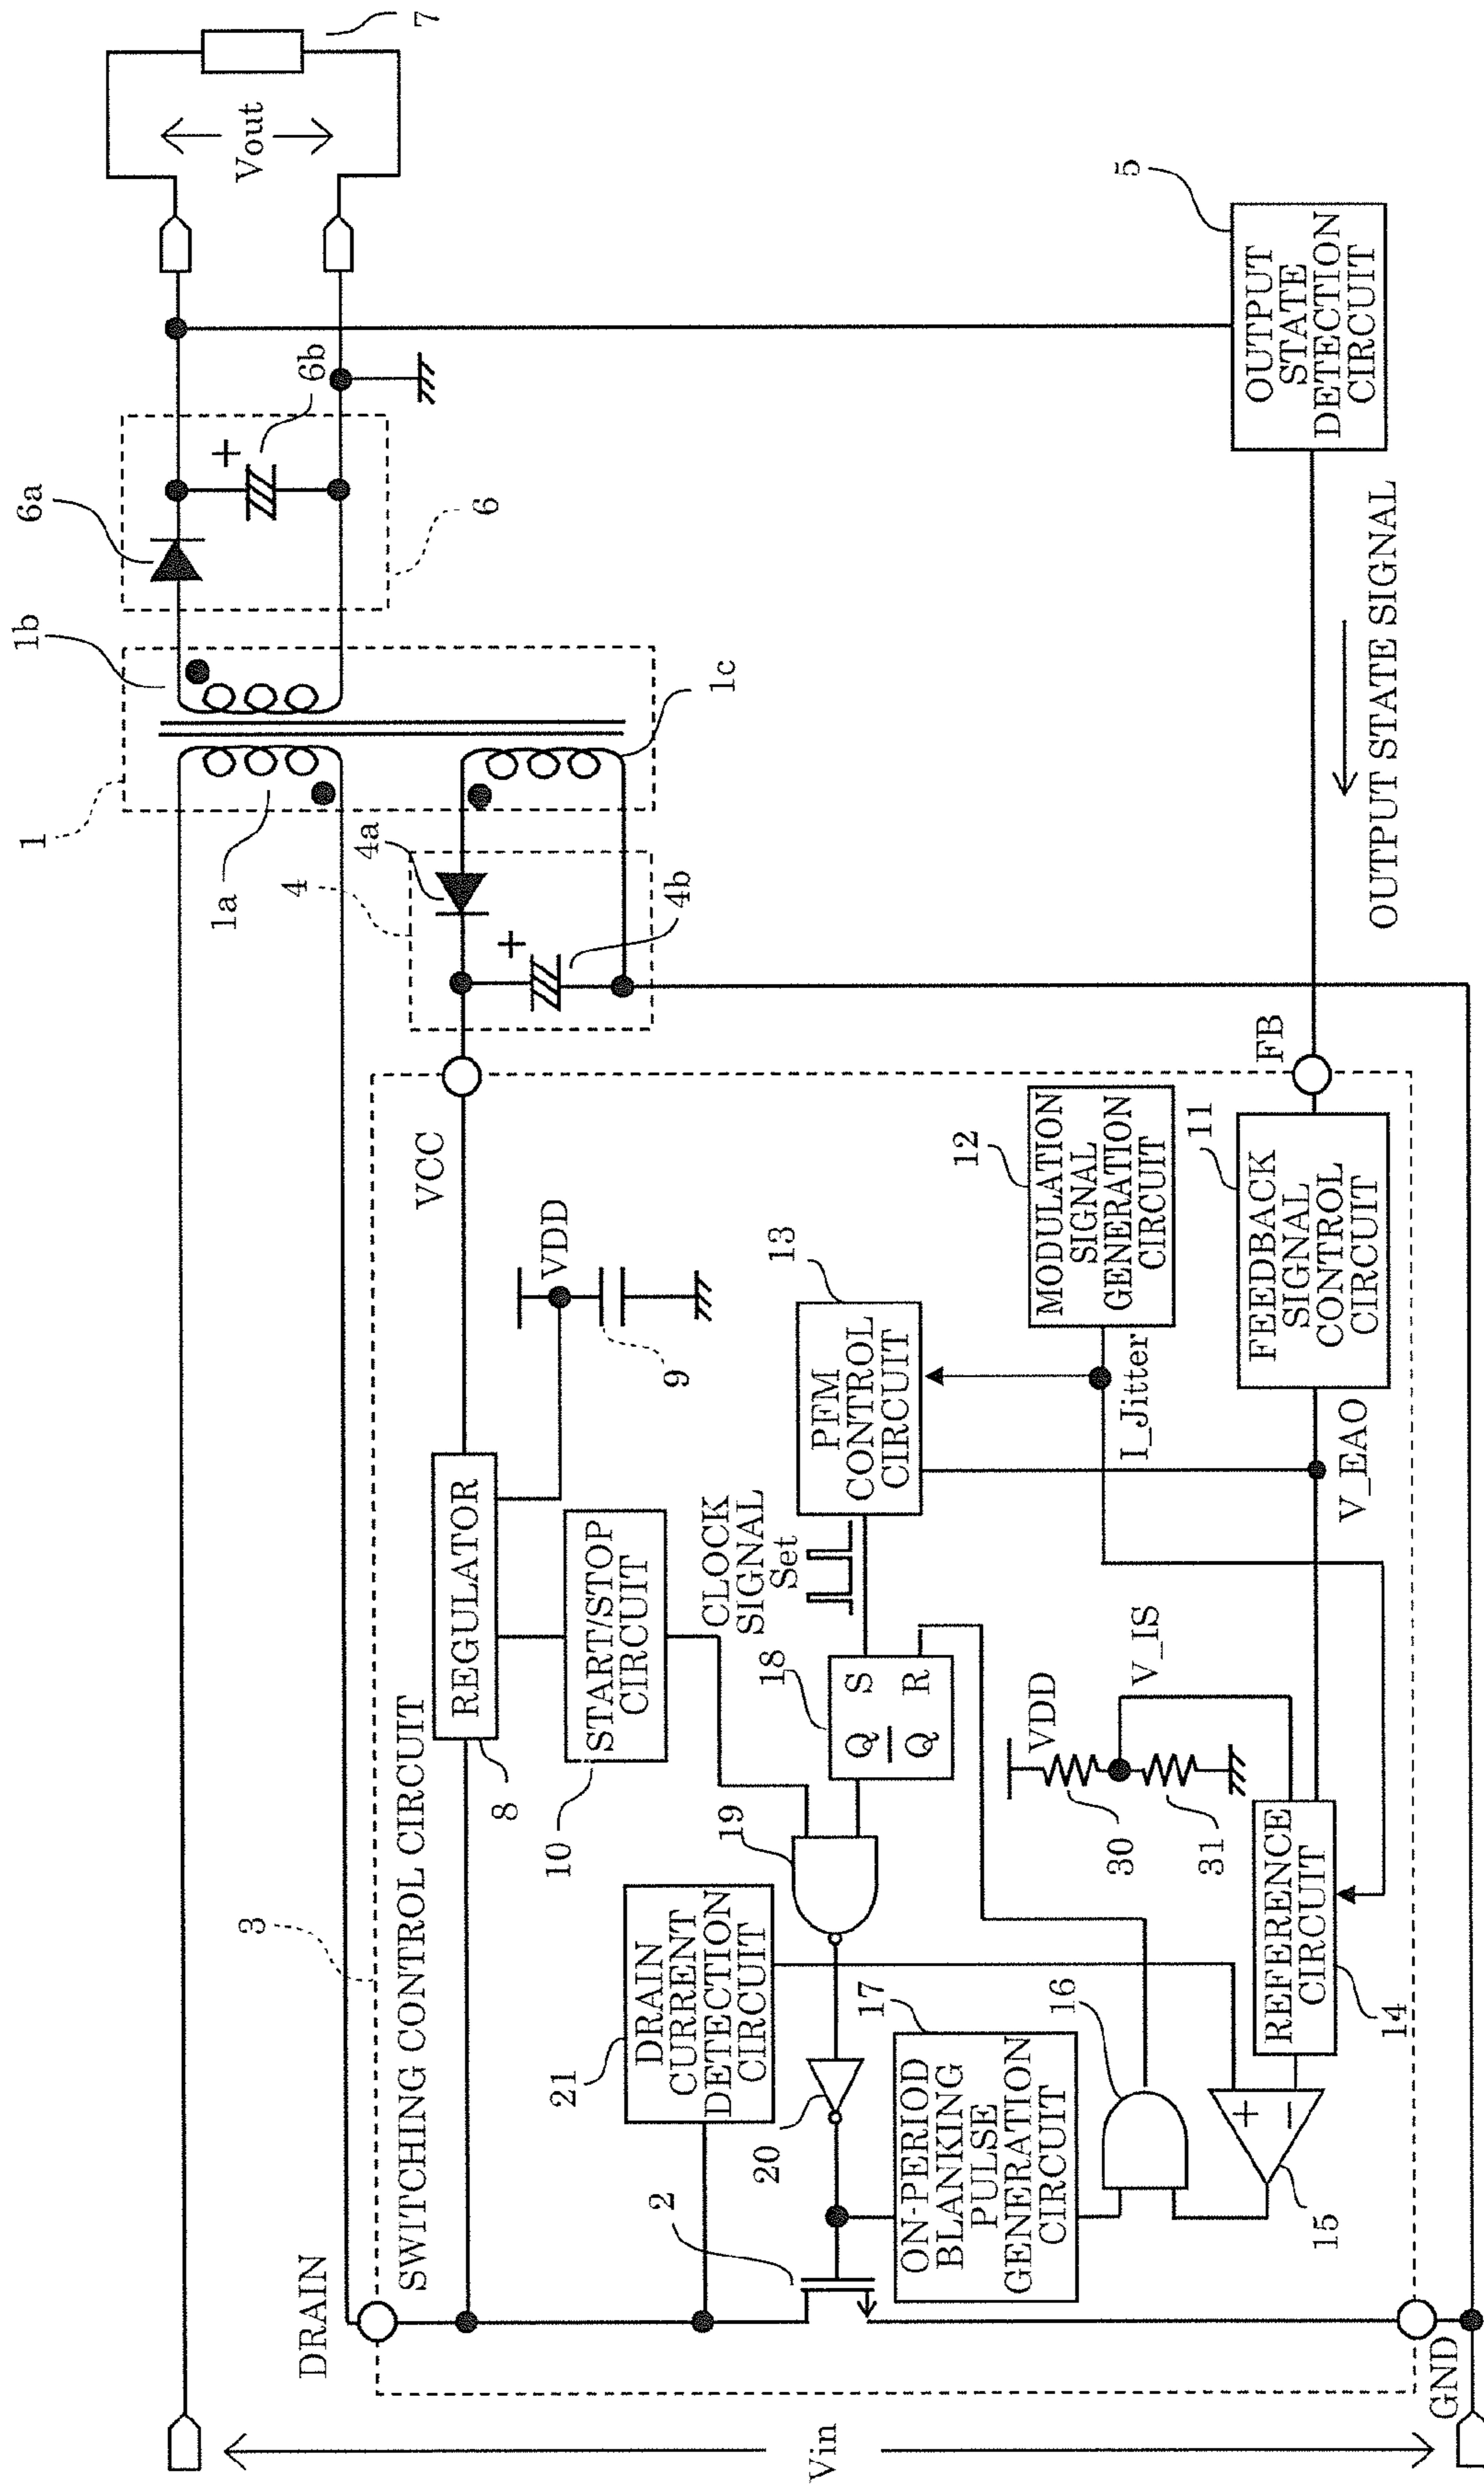 7
Vout
6b
6a
6
5
OUTPUT
STATE
DETECTION
CIRCUIT
1b
1c
1
1a
4a
4
4b
OUTPUT STATE SIGNAL
DRAIN
3
SWITCHING CONTROL CIRCUIT
VCC
FB
REGULATOR
8
VDD
9
START/STOP
CIRCUIT
10
MODULATION
SIGNAL
GENERATION
CIRCUIT
12
FEEDBACK
SIGNAL
CONTROL
CIRCUIT
11
PFM
CONTROL
CIRCUIT
13
I_Jitter
V_EAO
CLOCK
SIGNAL
Set
18
S
R
Q
Q
19
DRAIN
CURRENT
DETECTION
CIRCUIT
21
VDD
V_IS
30
31
20
2
ON-PERIOD
BLANKING
PULSE
GENERATION
CIRCUIT
17
16
REFERENCE
CIRCUIT
14
+
−
15
GND
Vin
+
+